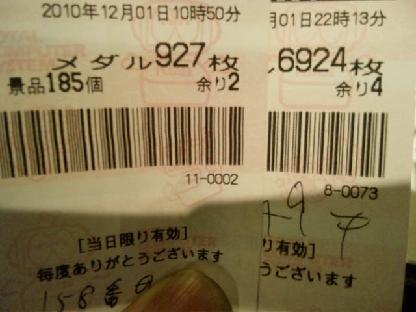 2010年12月01日10時50分
メダル927枚
景品185個 余り2
11-0002
[当日限り有効]
毎度ありがとうございます
158番
月01日22時13分
6924枚
余り4
8-0073
り有効]
うございます